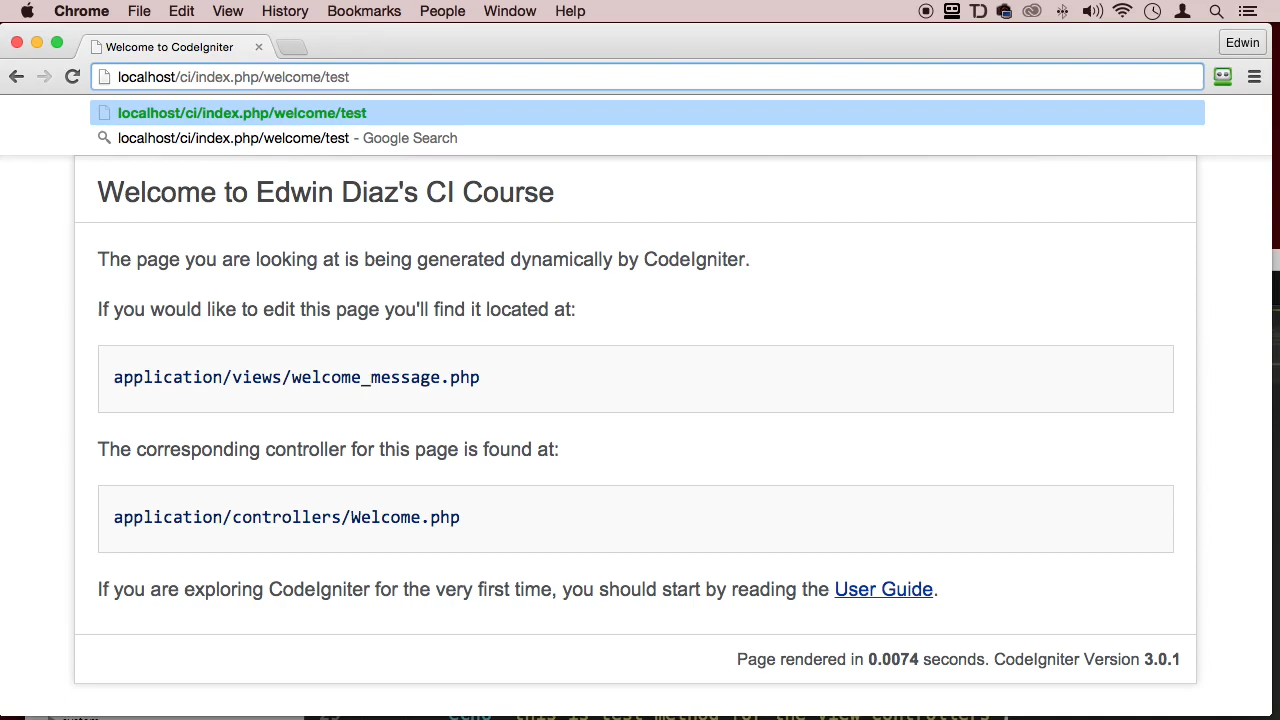 Chrome File Edit View History Bookmarks People Window Help
Welcome to CodeIgniter
Edwin
localhost/ci/index.php/welcome/test
localhost/ci/index.php/welcome/test
localhost/ci/index.php/welcome/test - Google Search
Welcome to Edwin Diaz's CI Course
The page you are looking at is being generated dynamically by CodeIgniter.
If you would like to edit this page you'll find it located at:
application/views/welcome_message.php
The corresponding controller for this page is found at:
application/controllers/Welcome.php
If you are exploring CodeIgniter for the very first time, you should start by reading the User Guide.
Page rendered in 0.0074 seconds. CodeIgniter Version 3.0.1